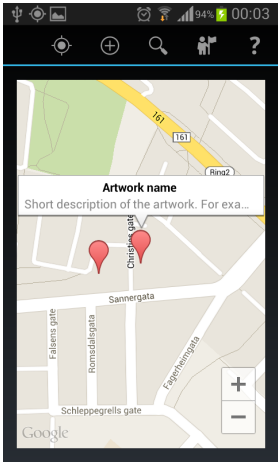 94% 00:03
?
161
161
Ring2
Artwork name
Short description of the artwork. For exa...
Christies gate
Sannergata
Falsens gate
Romsdalsgata
Fagerheimgata
+
Schleppegrells gate
−
Google